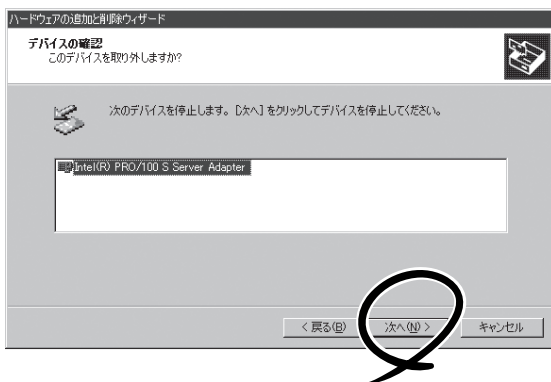 ハードウェアの追加と削除ウィザード
デバイスの確認
このデバイスを取り外しますか?
次のデバイスを停止します。[次へ] をクリックしてデバイスを停止してください。
Intel(R) PRO/100 S Server Adapter
< 戻る(B) 次へ(N) > キャンセル